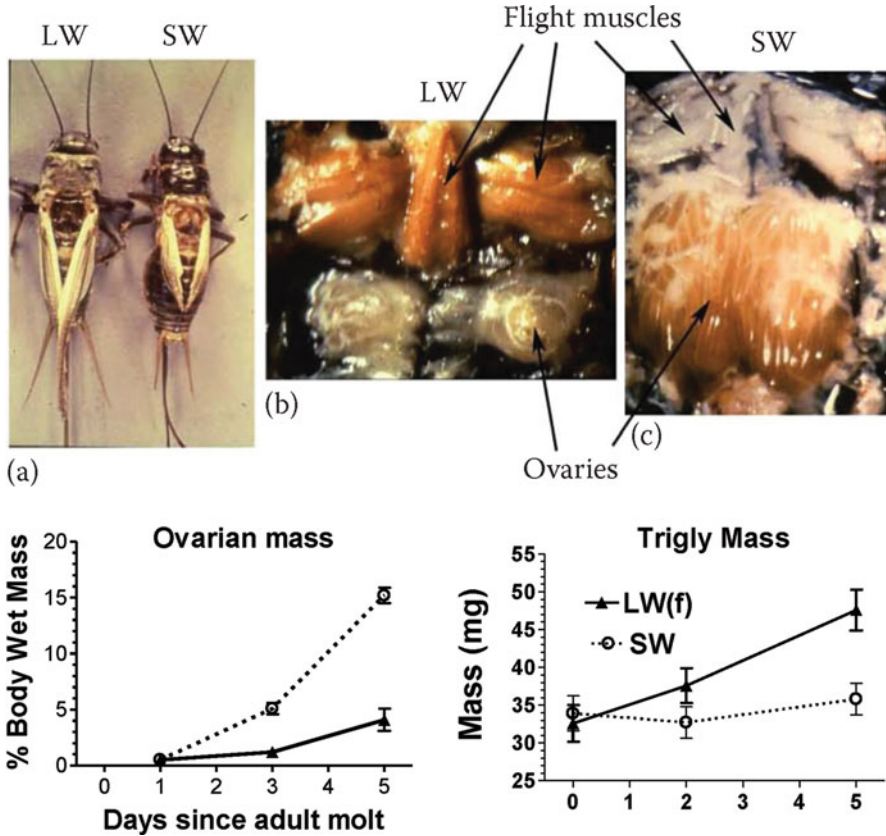 LW SW
Flight muscles
LW
SW
(a)
(b)
(c)
Ovaries
Ovarian mass
% Body Wet Mass
20
15
10
5
0
0 1 2 3 4 5
Days since adult molt
Trigly Mass
Mass (mg)
55
50
45
40
35
30
25
LW(f)
SW
0 1 2 3 4 5